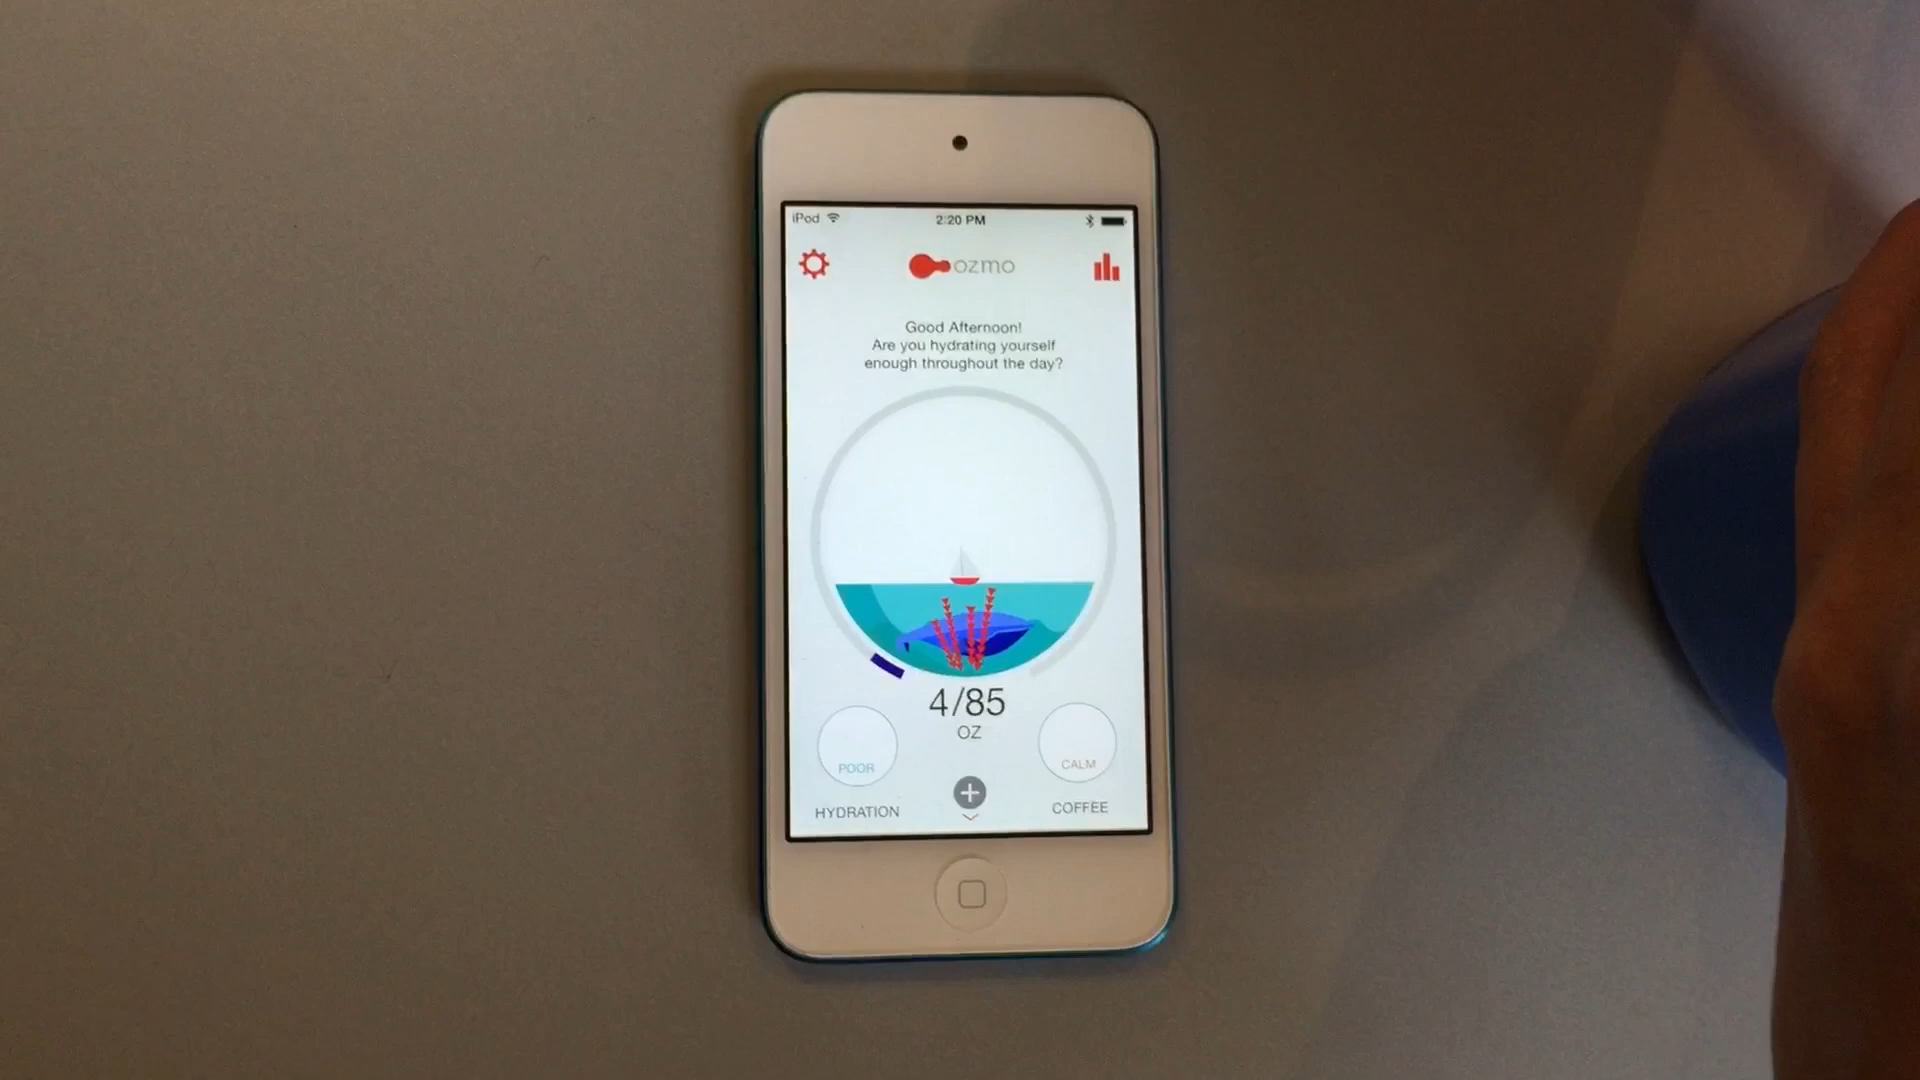 iPod 2:20 PM
ozmo
Good Afternoon!
Are you hydrating yourself
enough throughout the day?
4/85
OZ
POOR
CALM
HYDRATION
COFFEE